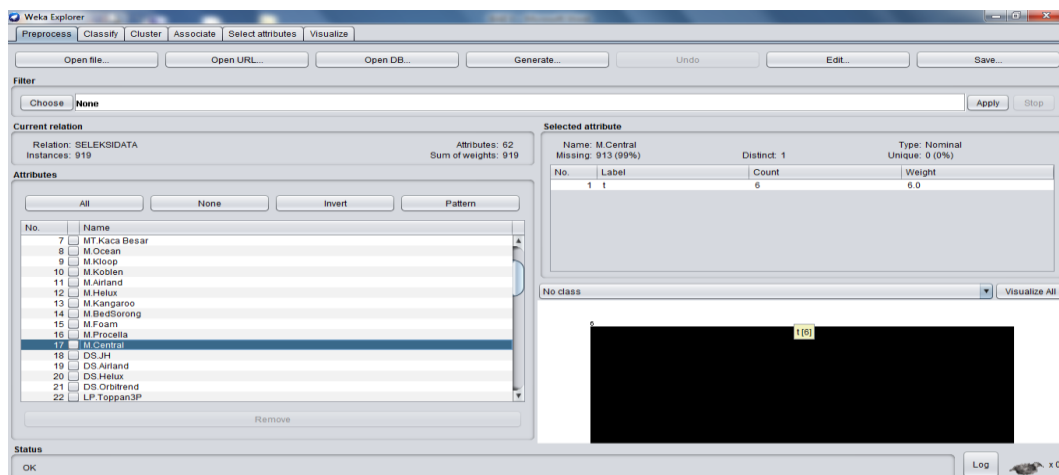 Weka Explorer
Preprocess Classify Cluster Associate Select attributes Visualize
Open file... Open URL... Open DB... Generate... Undo Edit... Save...
Filter
Choose None Apply Stop
Current relation
Relation: SELEKSIDATA Attributes: 62
Instances: 919 Sum of weights: 919
Attributes
All None Invert Pattern
No. Name
7 MT.Kaca Besar
8 M.Ocean
9 M.Kloop
10 M.Koblen
11 M.Airland
12 M.Helux
13 M.Kangaroo
14 M.BedSorong
15 M.Foam
16 M.Procella
17 M.Central
18 DS.JH
19 DS.Airland
20 DS.Helux
21 DS.Orbitrend
22 LP.Toppan3P
Remove
Selected attribute
Name: M.Central Type: Nominal
Missing: 913 (99%) Distinct: 1 Unique: 0 (0%)
No. Label Count Weight
1 t 6 6.0
No class Visualize All
6
t [6]
Status
OK Log x 0